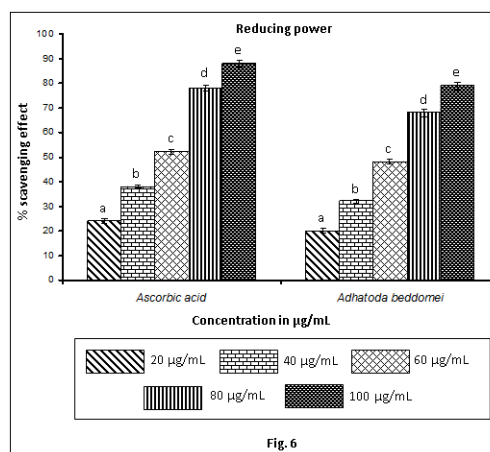 Reducing power
% scavenging effect
100
90
80
70
60
50
40
30
20
10
0
a
b
c
d
e
a
b
c
d
e
Ascorbic acid
Adhatoda beddomei
Concentration in µg/mL
20 µg/mL
40 µg/mL
60 µg/mL
80 µg/mL
100 µg/mL
Fig. 6